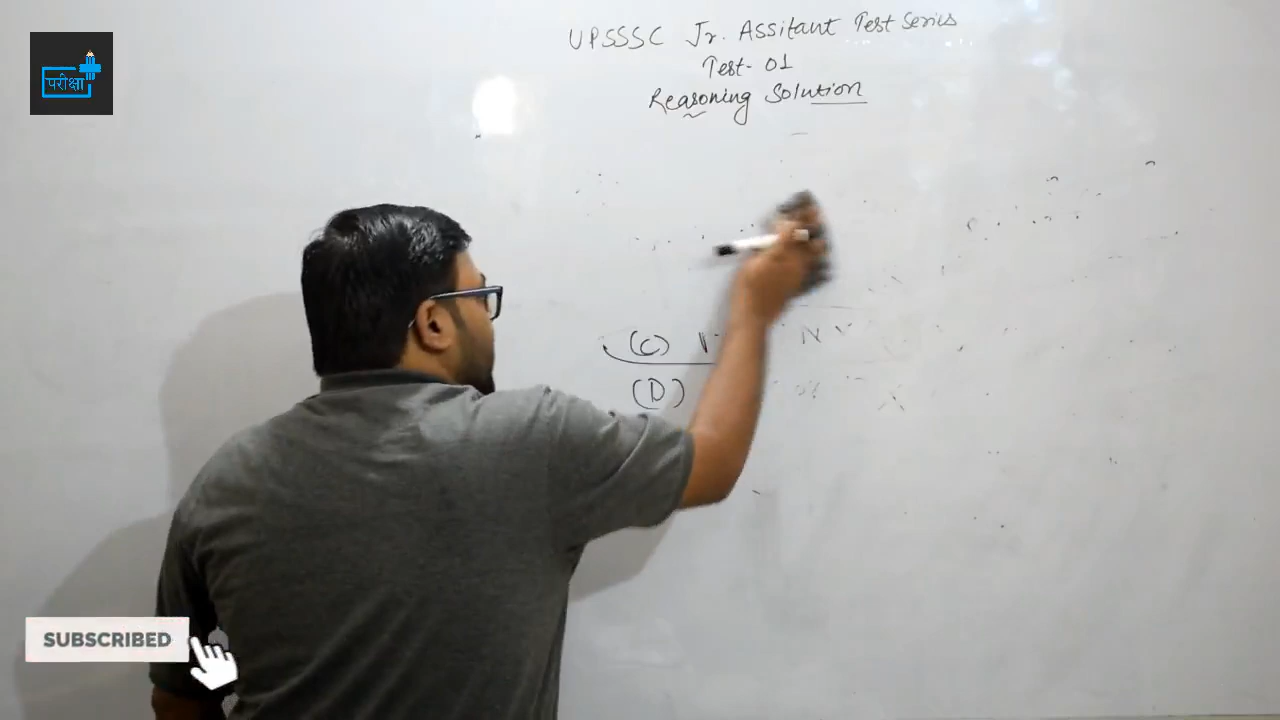 परीक्षा
UPSSSC Jr. Assitant Test Series
Test- 01
Reasoning Solution
(C)
(D)
SUBSCRIBED